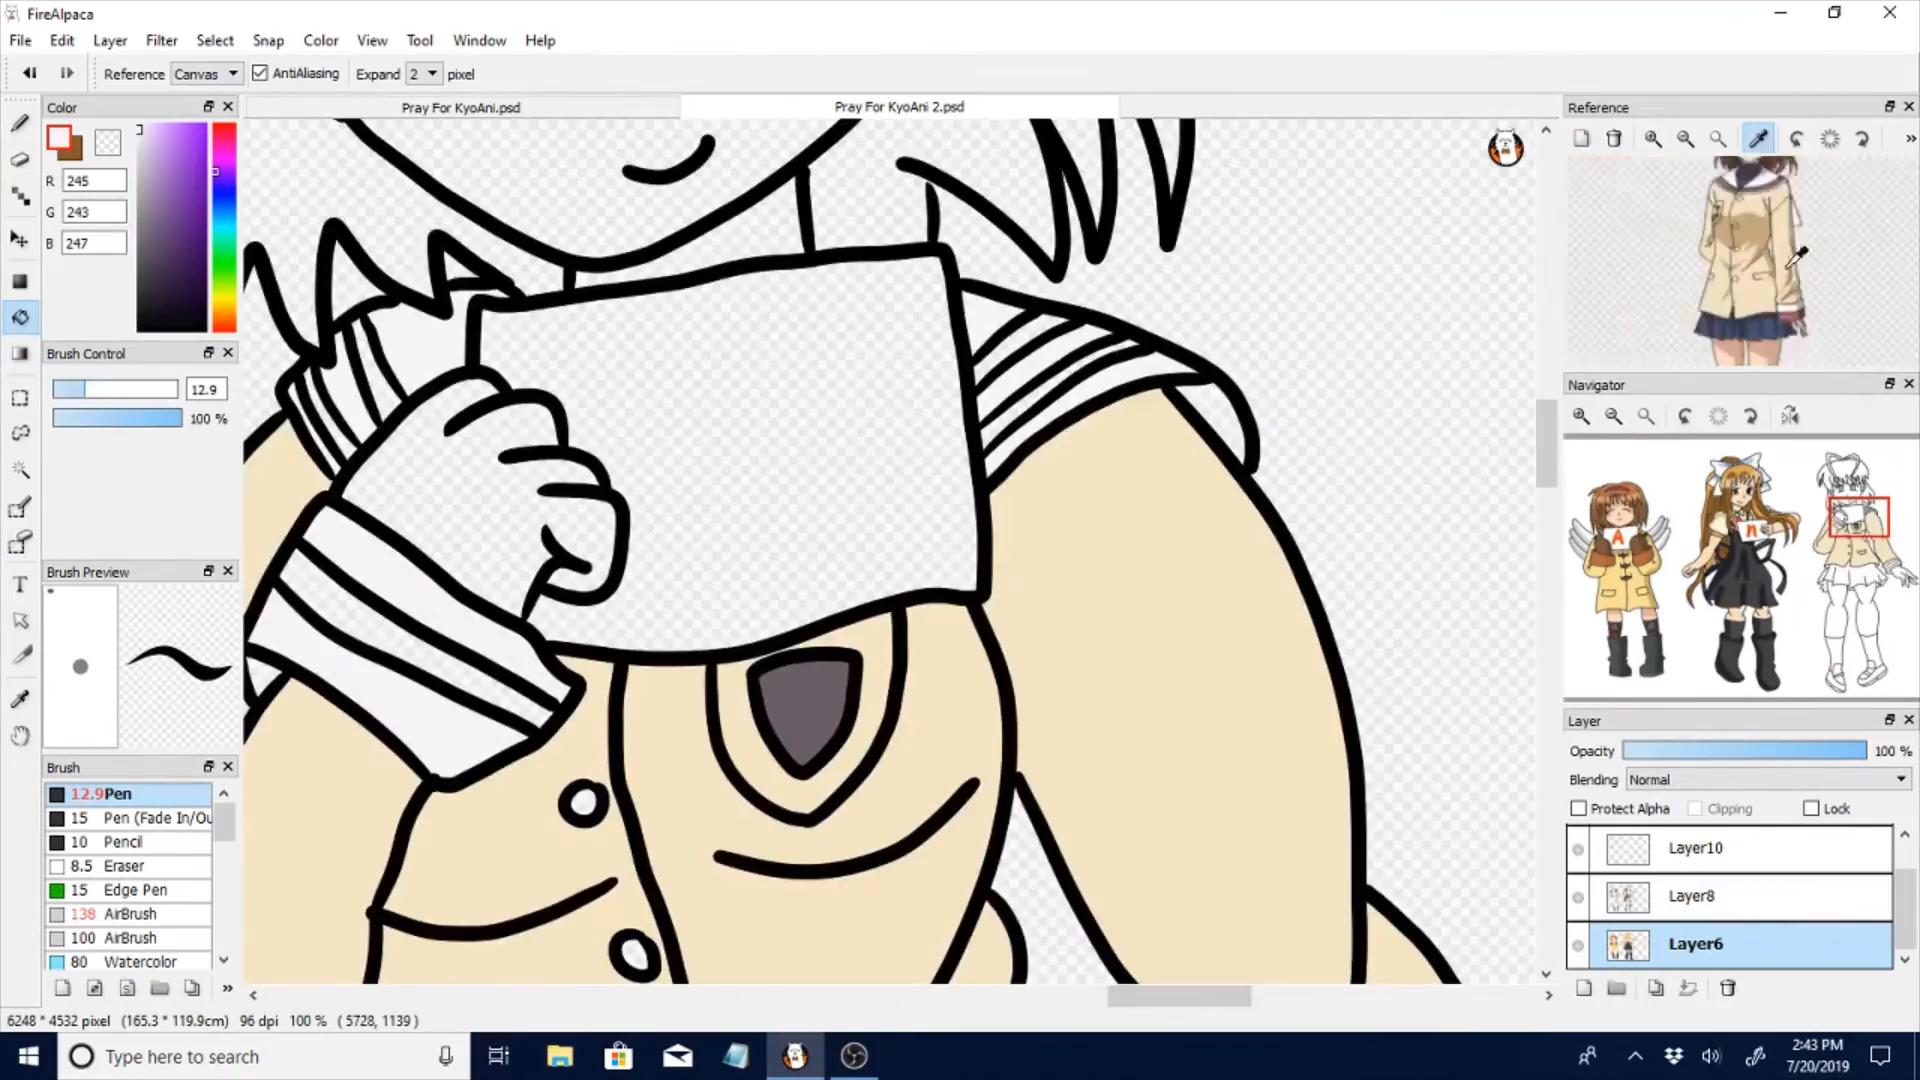 FireAlpaca
File Edit Layer Filter Select Snap Color View Tool Window Help
Reference Canvas AntiAliasing Expand 2 pixel
Color
Pray For KyoAni.psd
Pray For KyoAni 2.psd
Reference
R 245
G 243
B 247
Brush Control
12.9
100 %
Navigator
A
n
Brush Preview
T
Brush
12.9 Pen
15 Pen (Fade In/Ou
10 Pencil
8.5 Eraser
15 Edge Pen
138 AirBrush
100 AirBrush
80 Watercolor
Layer
Opacity 100 %
Blending Normal
Protect Alpha Clipping Lock
Layer10
Layer8
Layer6
6248 * 4532 pixel (165.3 * 119.9cm) 96 dpi 100 % ( 5728, 1139 )
Type here to search
2:43 PM
7/20/2019